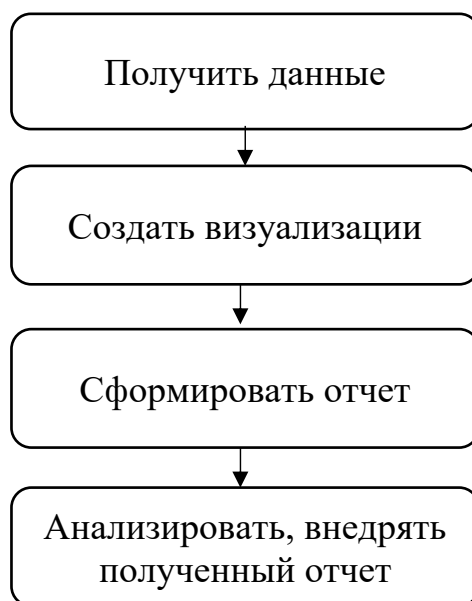 Получить данные
Создать визуализации
Сформировать отчет
Анализировать, внедрять
полученный отчет